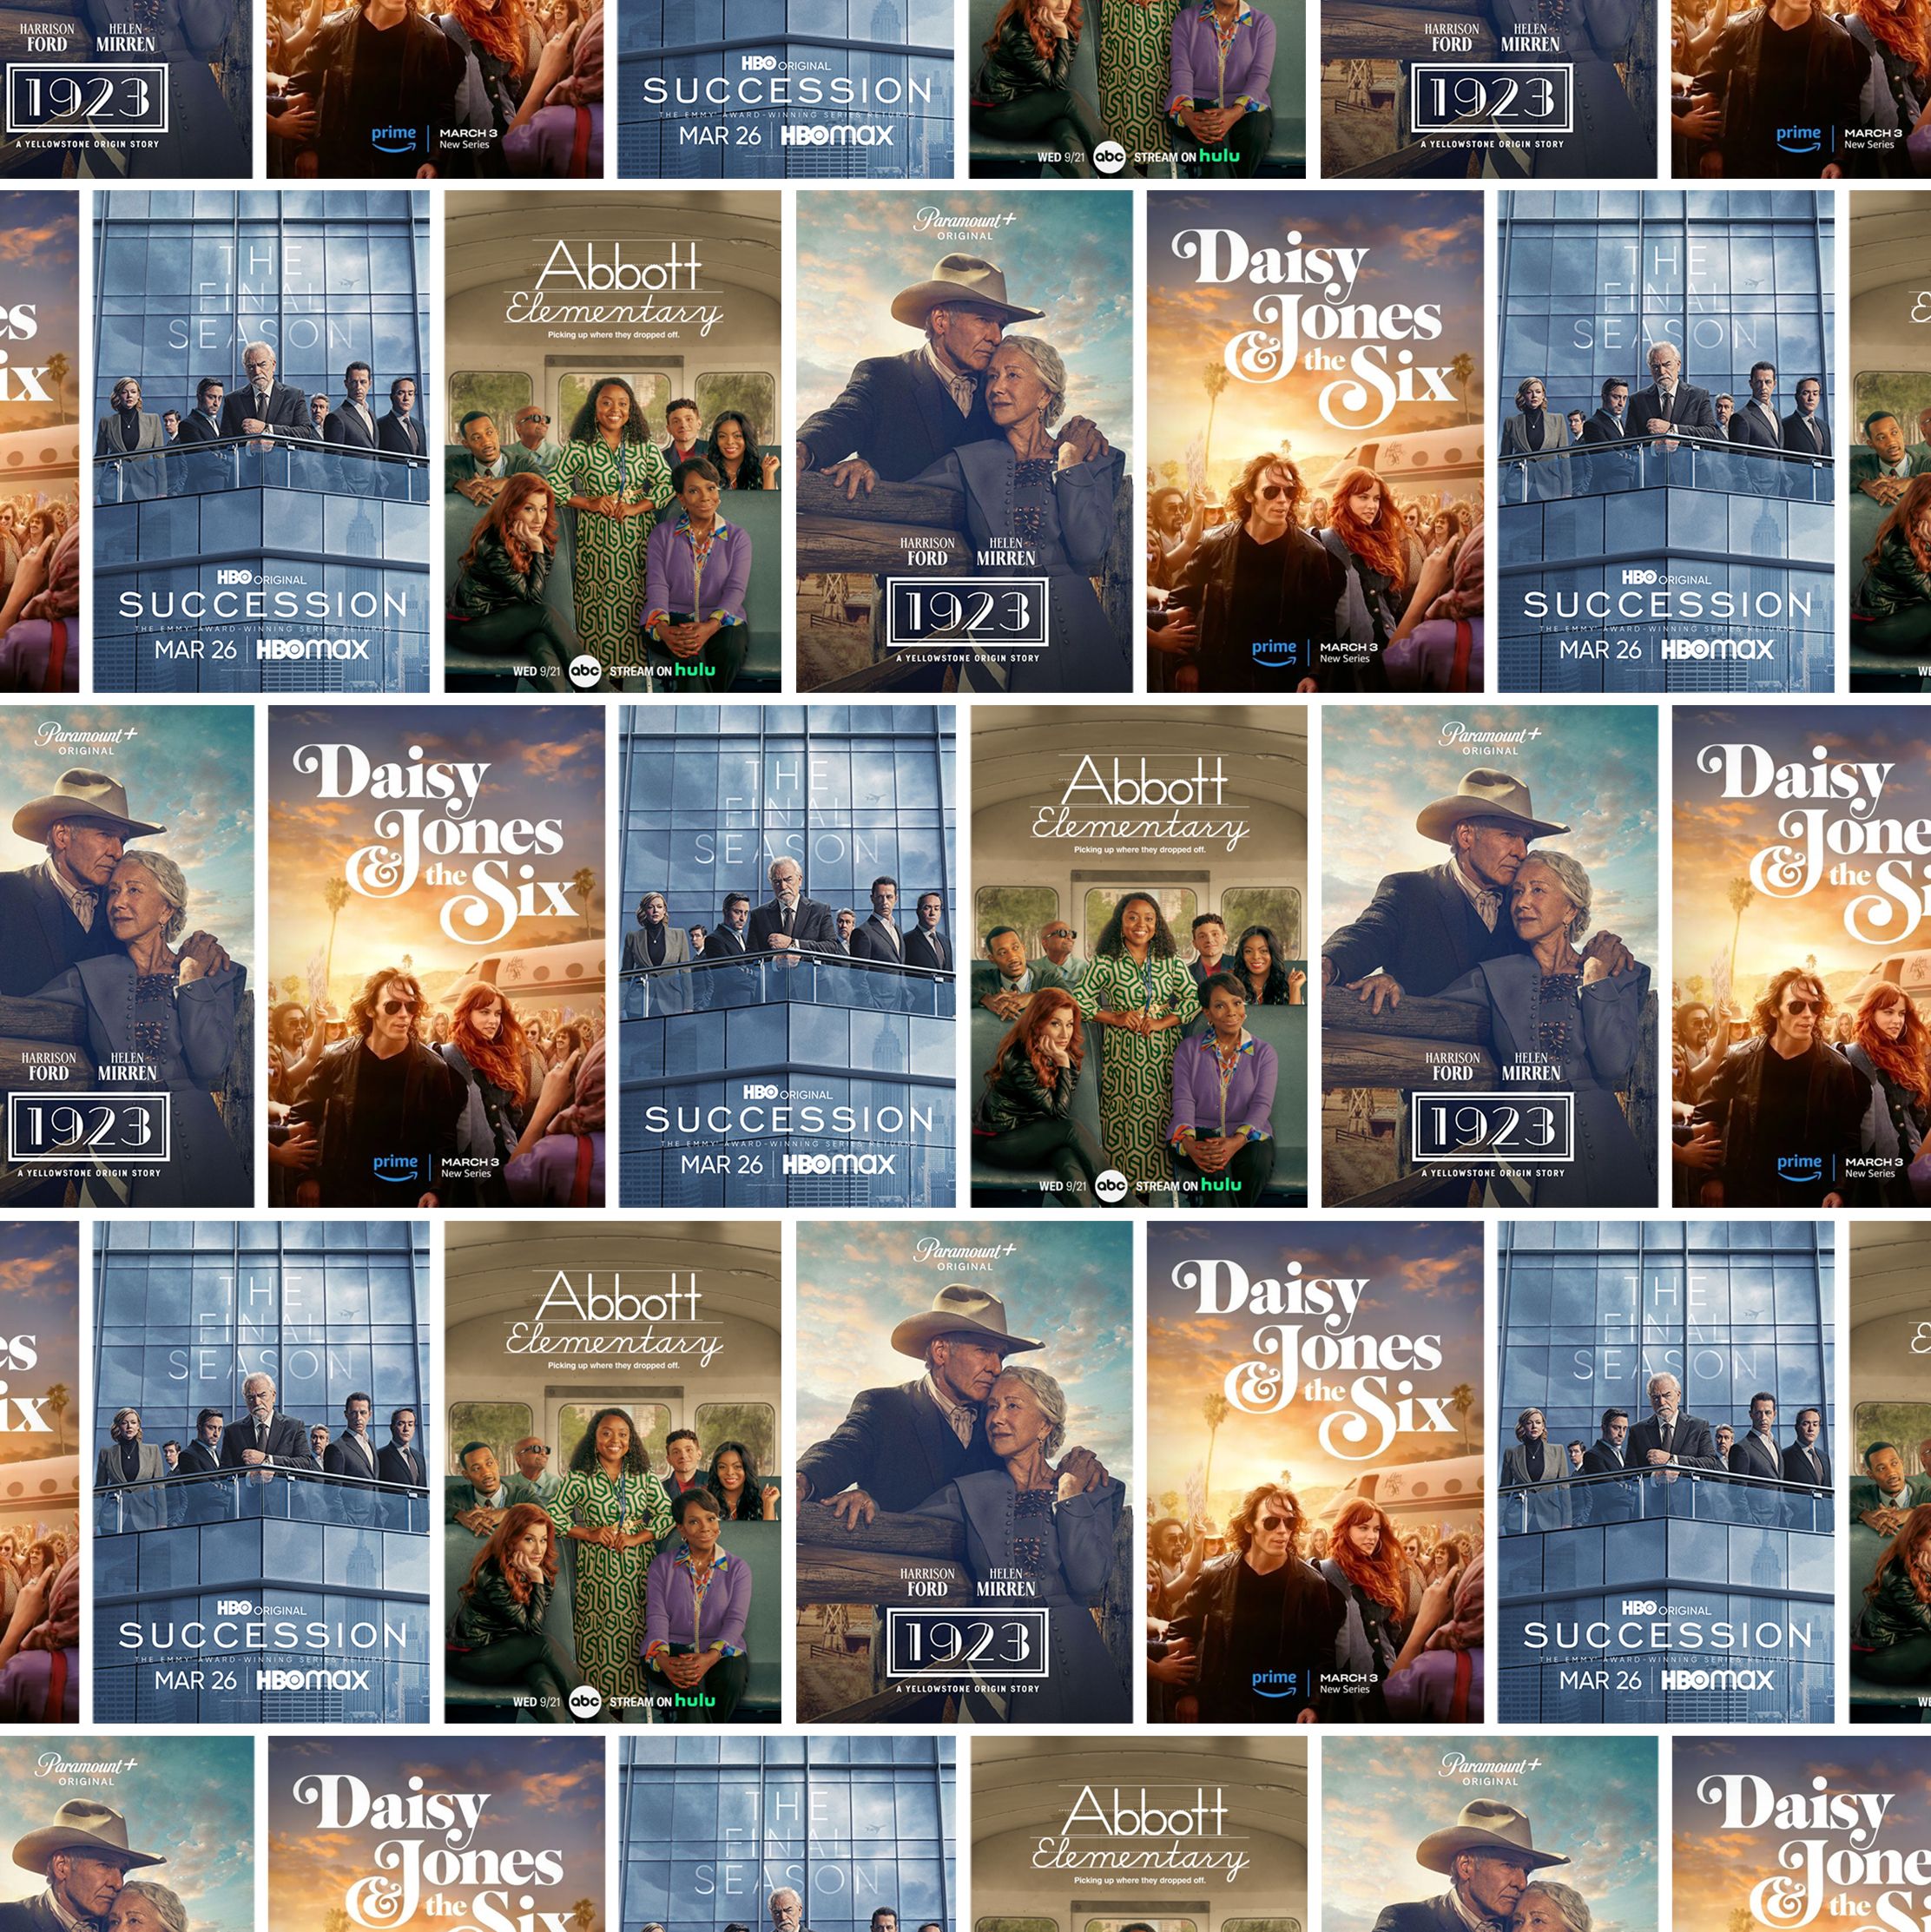 HARRISON FORD HELEN MIRREN
1923
A YELLOWSTONE ORIGIN STORY
prime MARCH 3
New Series
HBO ORIGINAL
SUCCESSION
THE EMMY® AWARD-WINNING SERIES RETURNS
MAR 26 HBOMAX
WED 9/21 abc STREAM ON hulu
HARRISON FORD HELEN MIRREN
1923
A YELLOWSTONE ORIGIN STORY
prime MARCH 3
New Series
es
ix
THE
FINAL
SEASON
HBO ORIGINAL
SUCCESSION
THE EMMY® AWARD-WINNING SERIES RETURNS
MAR 26 HBOMAX
Abbott
Elementary
Picking up where they dropped off.
WED 9/21 abc STREAM ON hulu
Paramount+
ORIGINAL
HARRISON FORD HELEN MIRREN
1923
A YELLOWSTONE ORIGIN STORY
Daisy
Jones
& the Six
prime MARCH 3
New Series
THE
FINAL
SEASON
HBO ORIGINAL
SUCCESSION
THE EMMY® AWARD-WINNING SERIES RETURNS
MAR 26 HBOMAX
E
WE
Paramount+
ORIGINAL
HARRISON FORD HELEN MIRREN
1923
A YELLOWSTONE ORIGIN STORY
Daisy
Jones
& the Six
prime MARCH 3
New Series
THE
FINAL
SEASON
HBO ORIGINAL
SUCCESSION
THE EMMY® AWARD-WINNING SERIES RETURNS
MAR 26 HBOMAX
Abbott
Elementary
Picking up where they dropped off.
WED 9/21 abc STREAM ON hulu
Paramount+
ORIGINAL
HARRISON FORD HELEN MIRREN
1923
A YELLOWSTONE ORIGIN STORY
Daisy
Jone
& the Si
prime MARCH 3
New Series
es
ix
THE
FINAL
SEASON
HBO ORIGINAL
SUCCESSION
THE EMMY® AWARD-WINNING SERIES RETURNS
MAR 26 HBOMAX
Abbott
Elementary
Picking up where they dropped off.
WED 9/21 abc STREAM ON hulu
Paramount+
ORIGINAL
HARRISON FORD HELEN MIRREN
1923
A YELLOWSTONE ORIGIN STORY
Daisy
Jones
& the Six
prime MARCH 3
New Series
THE
FINAL
SEASON
HBO ORIGINAL
SUCCESSION
THE EMMY® AWARD-WINNING SERIES RETURNS
MAR 26 HBOMAX
E
WE
Paramount+
ORIGINAL
Daisy
Jones
& the Six
THE
FINAL
SEASON
Abbott
Elementary
Picking up where they dropped off.
Paramount+
ORIGINAL
Daisy
Jone
& the S